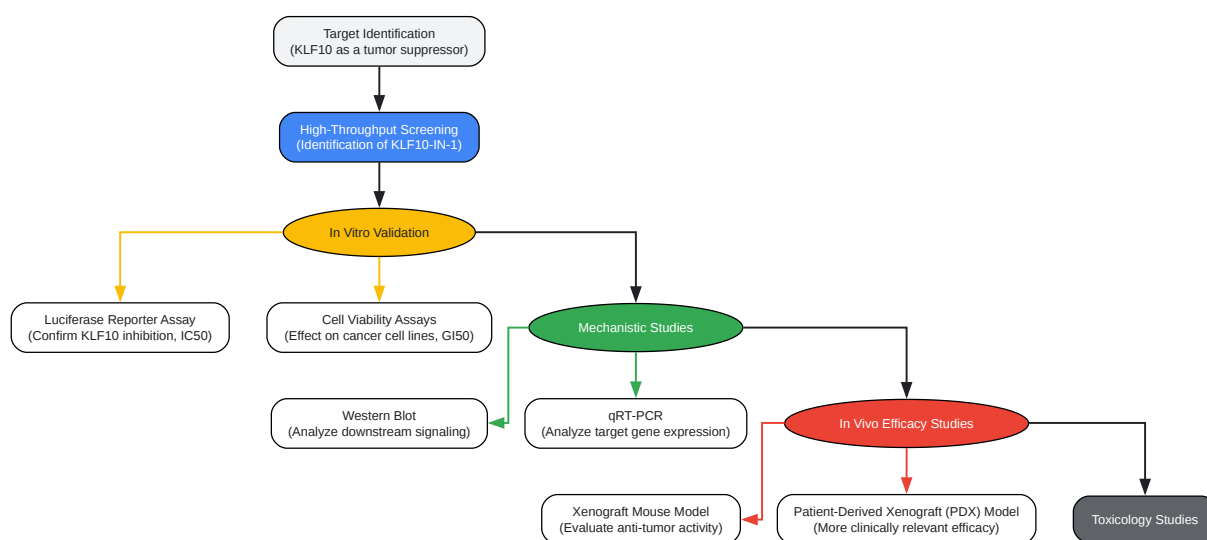 Target Identification
(KLF10 as a tumor suppressor)
High-Throughput Screening
(Identification of KLF10-IN-1)
In Vitro Validation
Luciferase Reporter Assay
(Confirm KLF10 inhibition, IC50)
Cell Viability Assays
(Effect on cancer cell lines, GI50)
Mechanistic Studies
Western Blot
(Analyze downstream signaling)
qRT-PCR
(Analyze target gene expression)
In Vivo Efficacy Studies
Xenograft Mouse Model
(Evaluate anti-tumor activity)
Patient-Derived Xenograft (PDX) Model
(More clinically relevant efficacy)
Toxicology Studies